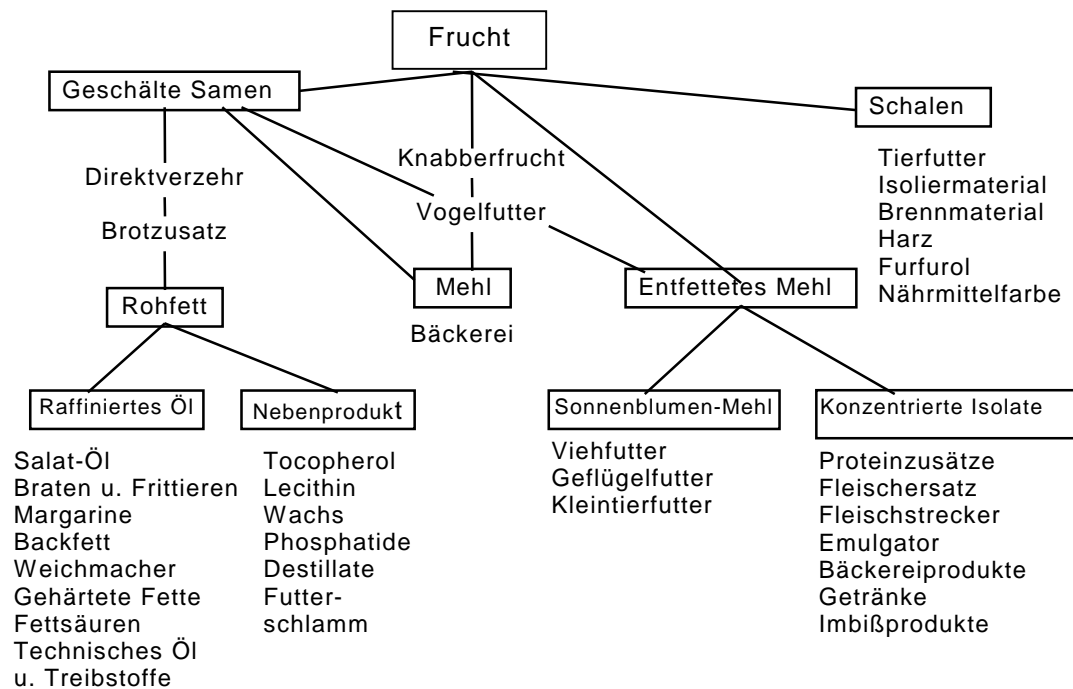 Frucht
Geschälte Samen
Schalen
Knabberfrucht
Direktverzehr
Vogelfutter
Brotzusatz
Tierfutter
Isoliermaterial
Brennmaterial
Harz
Furfurol
Nährmittelfarbe
Rohfett
Mehl
Bäckerei
Entfettetes Mehl
Raffiniertes Öl
Nebenprodukt
Sonnenblumen-Mehl
Konzentrierte Isolate
Salat-Öl
Braten u. Frittieren
Margarine
Backfett
Weichmacher
Gehärtete Fette
Fettsäuren
Technisches Öl
u. Treibstoffe
Tocopherol
Lecithin
Wachs
Phosphatide
Destillate
Futter-
schlamm
Viehfutter
Geflügelfutter
Kleintierfutter
Proteinzusätze
Fleischersatz
Fleischstrecker
Emulgator
Bäckereiprodukte
Getränke
Imbißprodukte